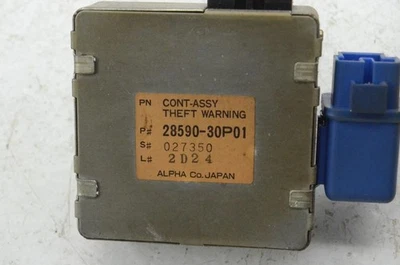 PN CONT-ASSY
THEFT WARNING
P# 28590-30P01
S# 027350
L# 2D24
ALPHA Co. JAPAN